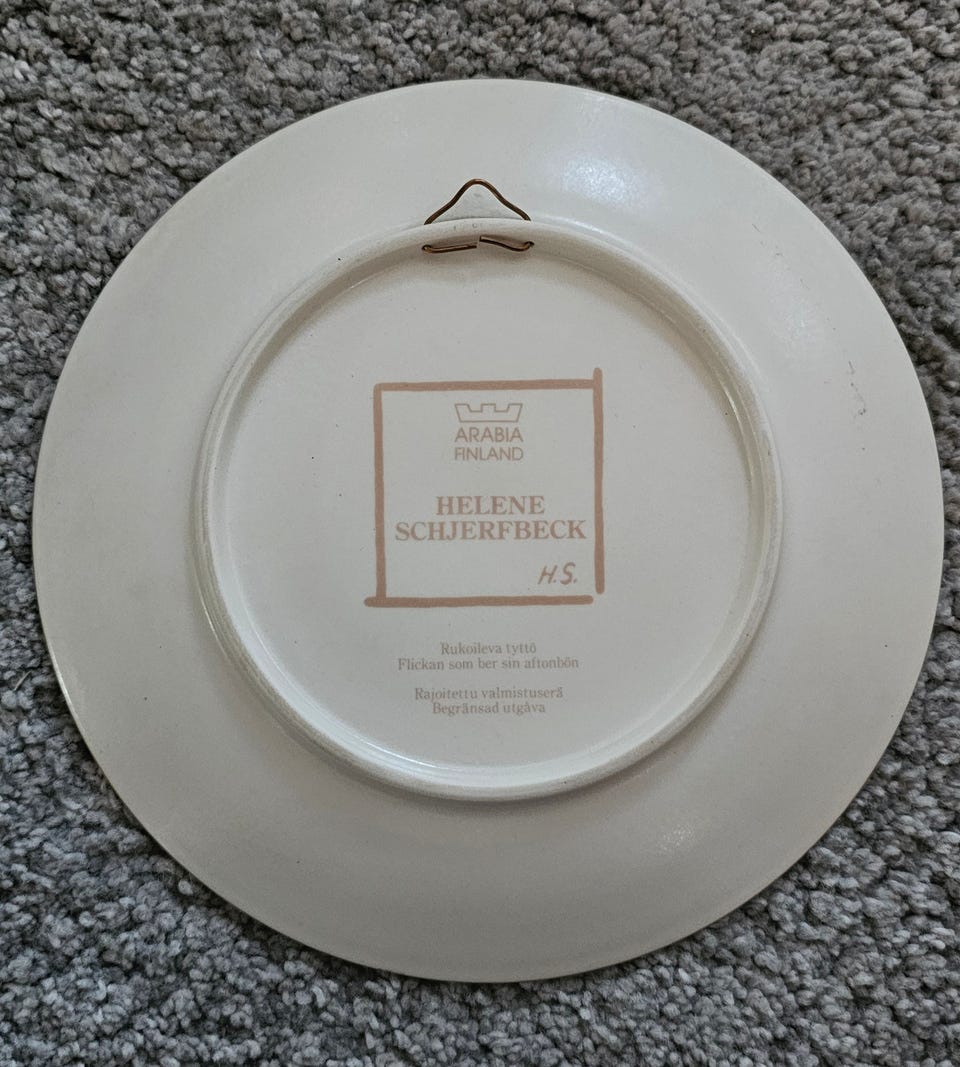 ARABIA
FINLAND
HELENE
SCHJERFBECK
H.S.
Rukoileva tyttö
Flickan som ber sin aftonbön
Rajoitettu valmistuserä
Begränsad utgåva